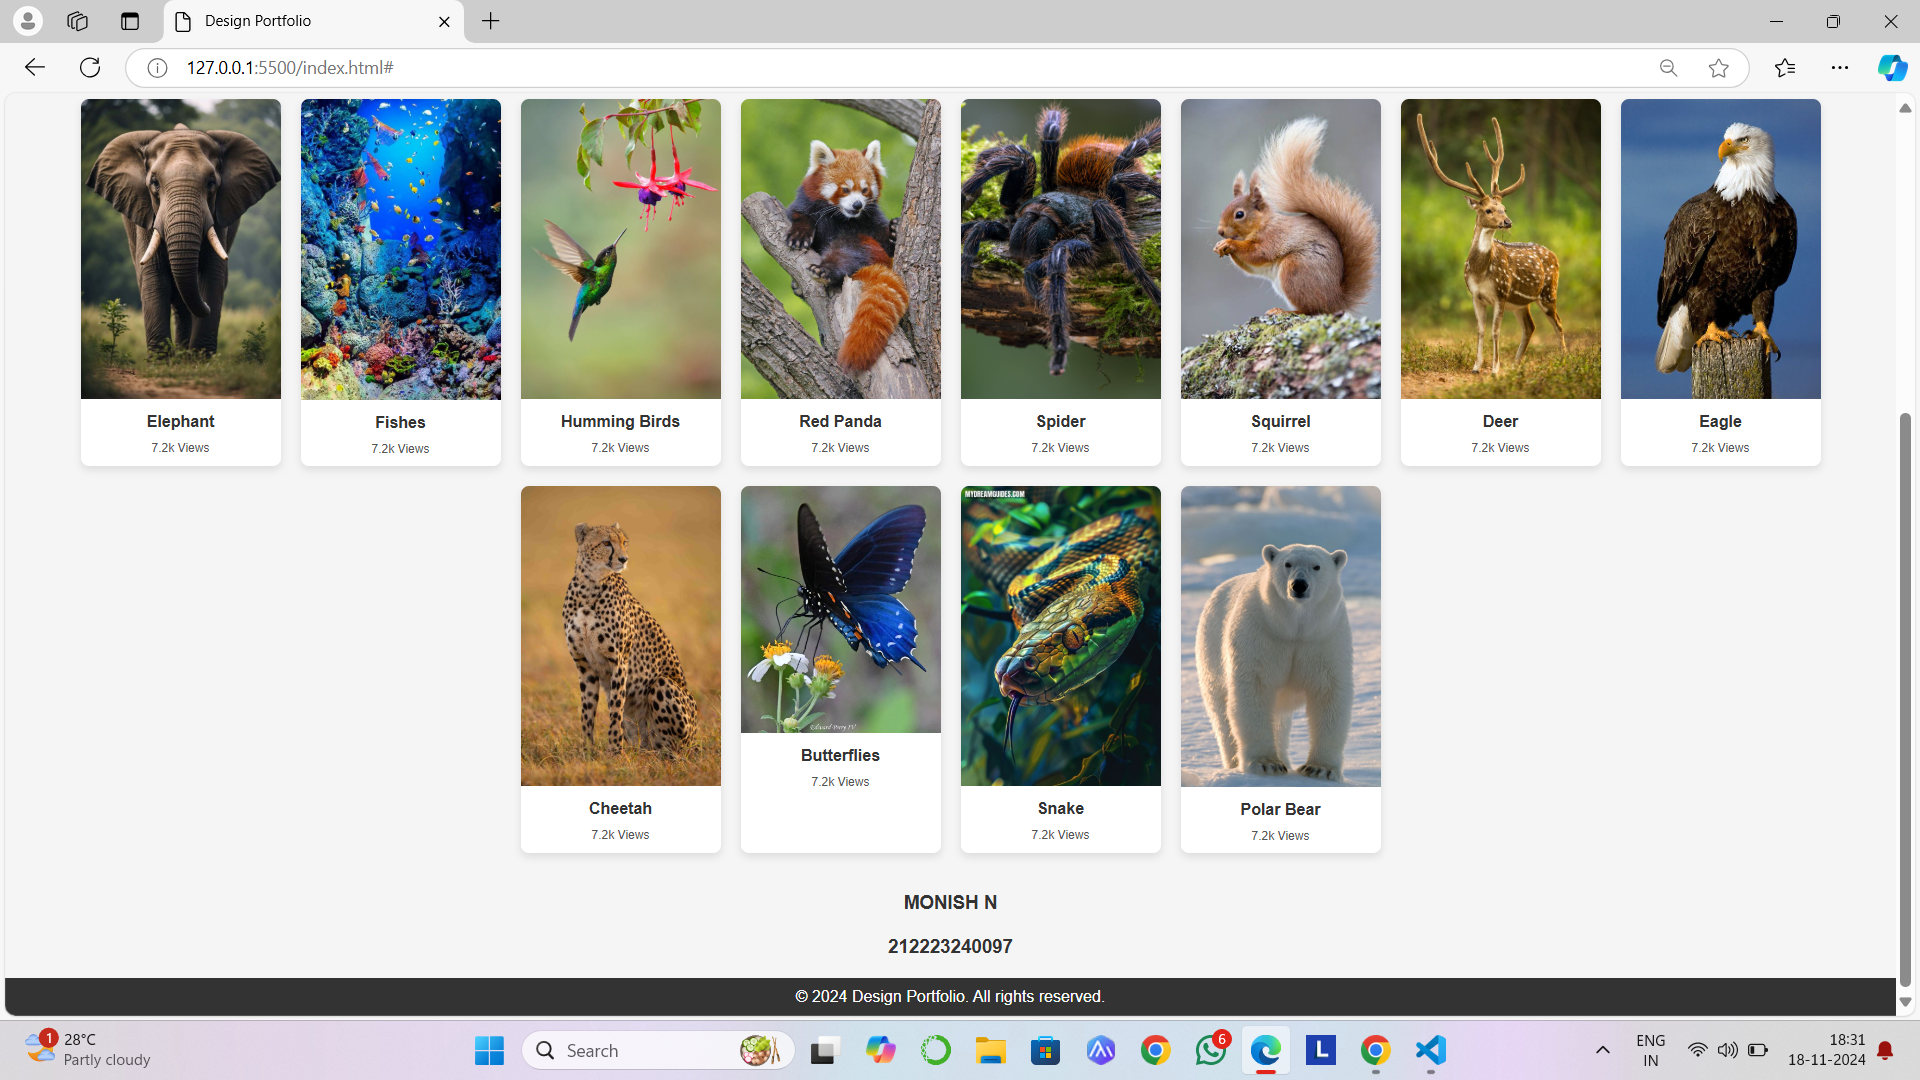 Design Portfolio
127.0.0.1:5500/index.html#
Elephant
7.2k Views
Fishes
7.2k Views
Humming Birds
7.2k Views
Red Panda
7.2k Views
Spider
7.2k Views
Squirrel
7.2k Views
Deer
7.2k Views
Eagle
7.2k Views
MYDREAMGUIDES.COM
Cheetah
7.2k Views
Butterflies
7.2k Views
Snake
7.2k Views
Polar Bear
7.2k Views
MONISH N
212223240097
© 2024 Design Portfolio. All rights reserved.
1
28°C
Partly cloudy
Search
6
L
ENG
IN
18:31
18-11-2024